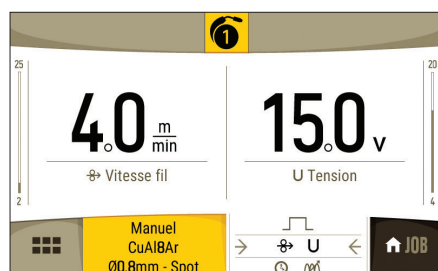 1
25
20
4.0 m/min
15.0 V
Vitesse fil
U Tension
2
4
Manuel
CuAl8Ar
Ø0.8mm - Spot
U
JOB